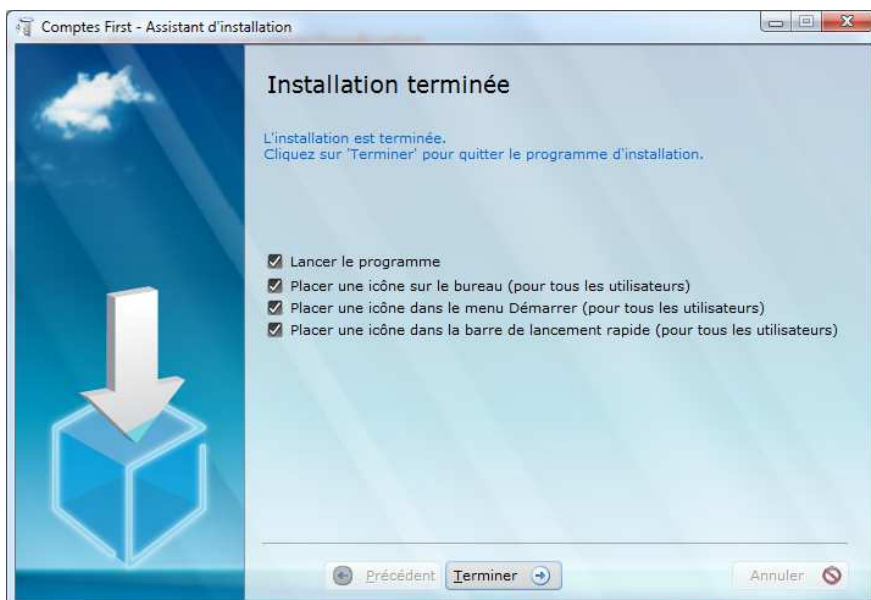 Comptes First - Assistant d'installation
Installation terminée
L'installation est terminée.
Cliquez sur 'Terminer' pour quitter le programme d'installation.
Lancer le programme
Placer une icône sur le bureau (pour tous les utilisateurs)
Placer une icône dans le menu Démarrer (pour tous les utilisateurs)
Placer une icône dans la barre de lancement rapide (pour tous les utilisateurs)
Précédent
Terminer
Annuler